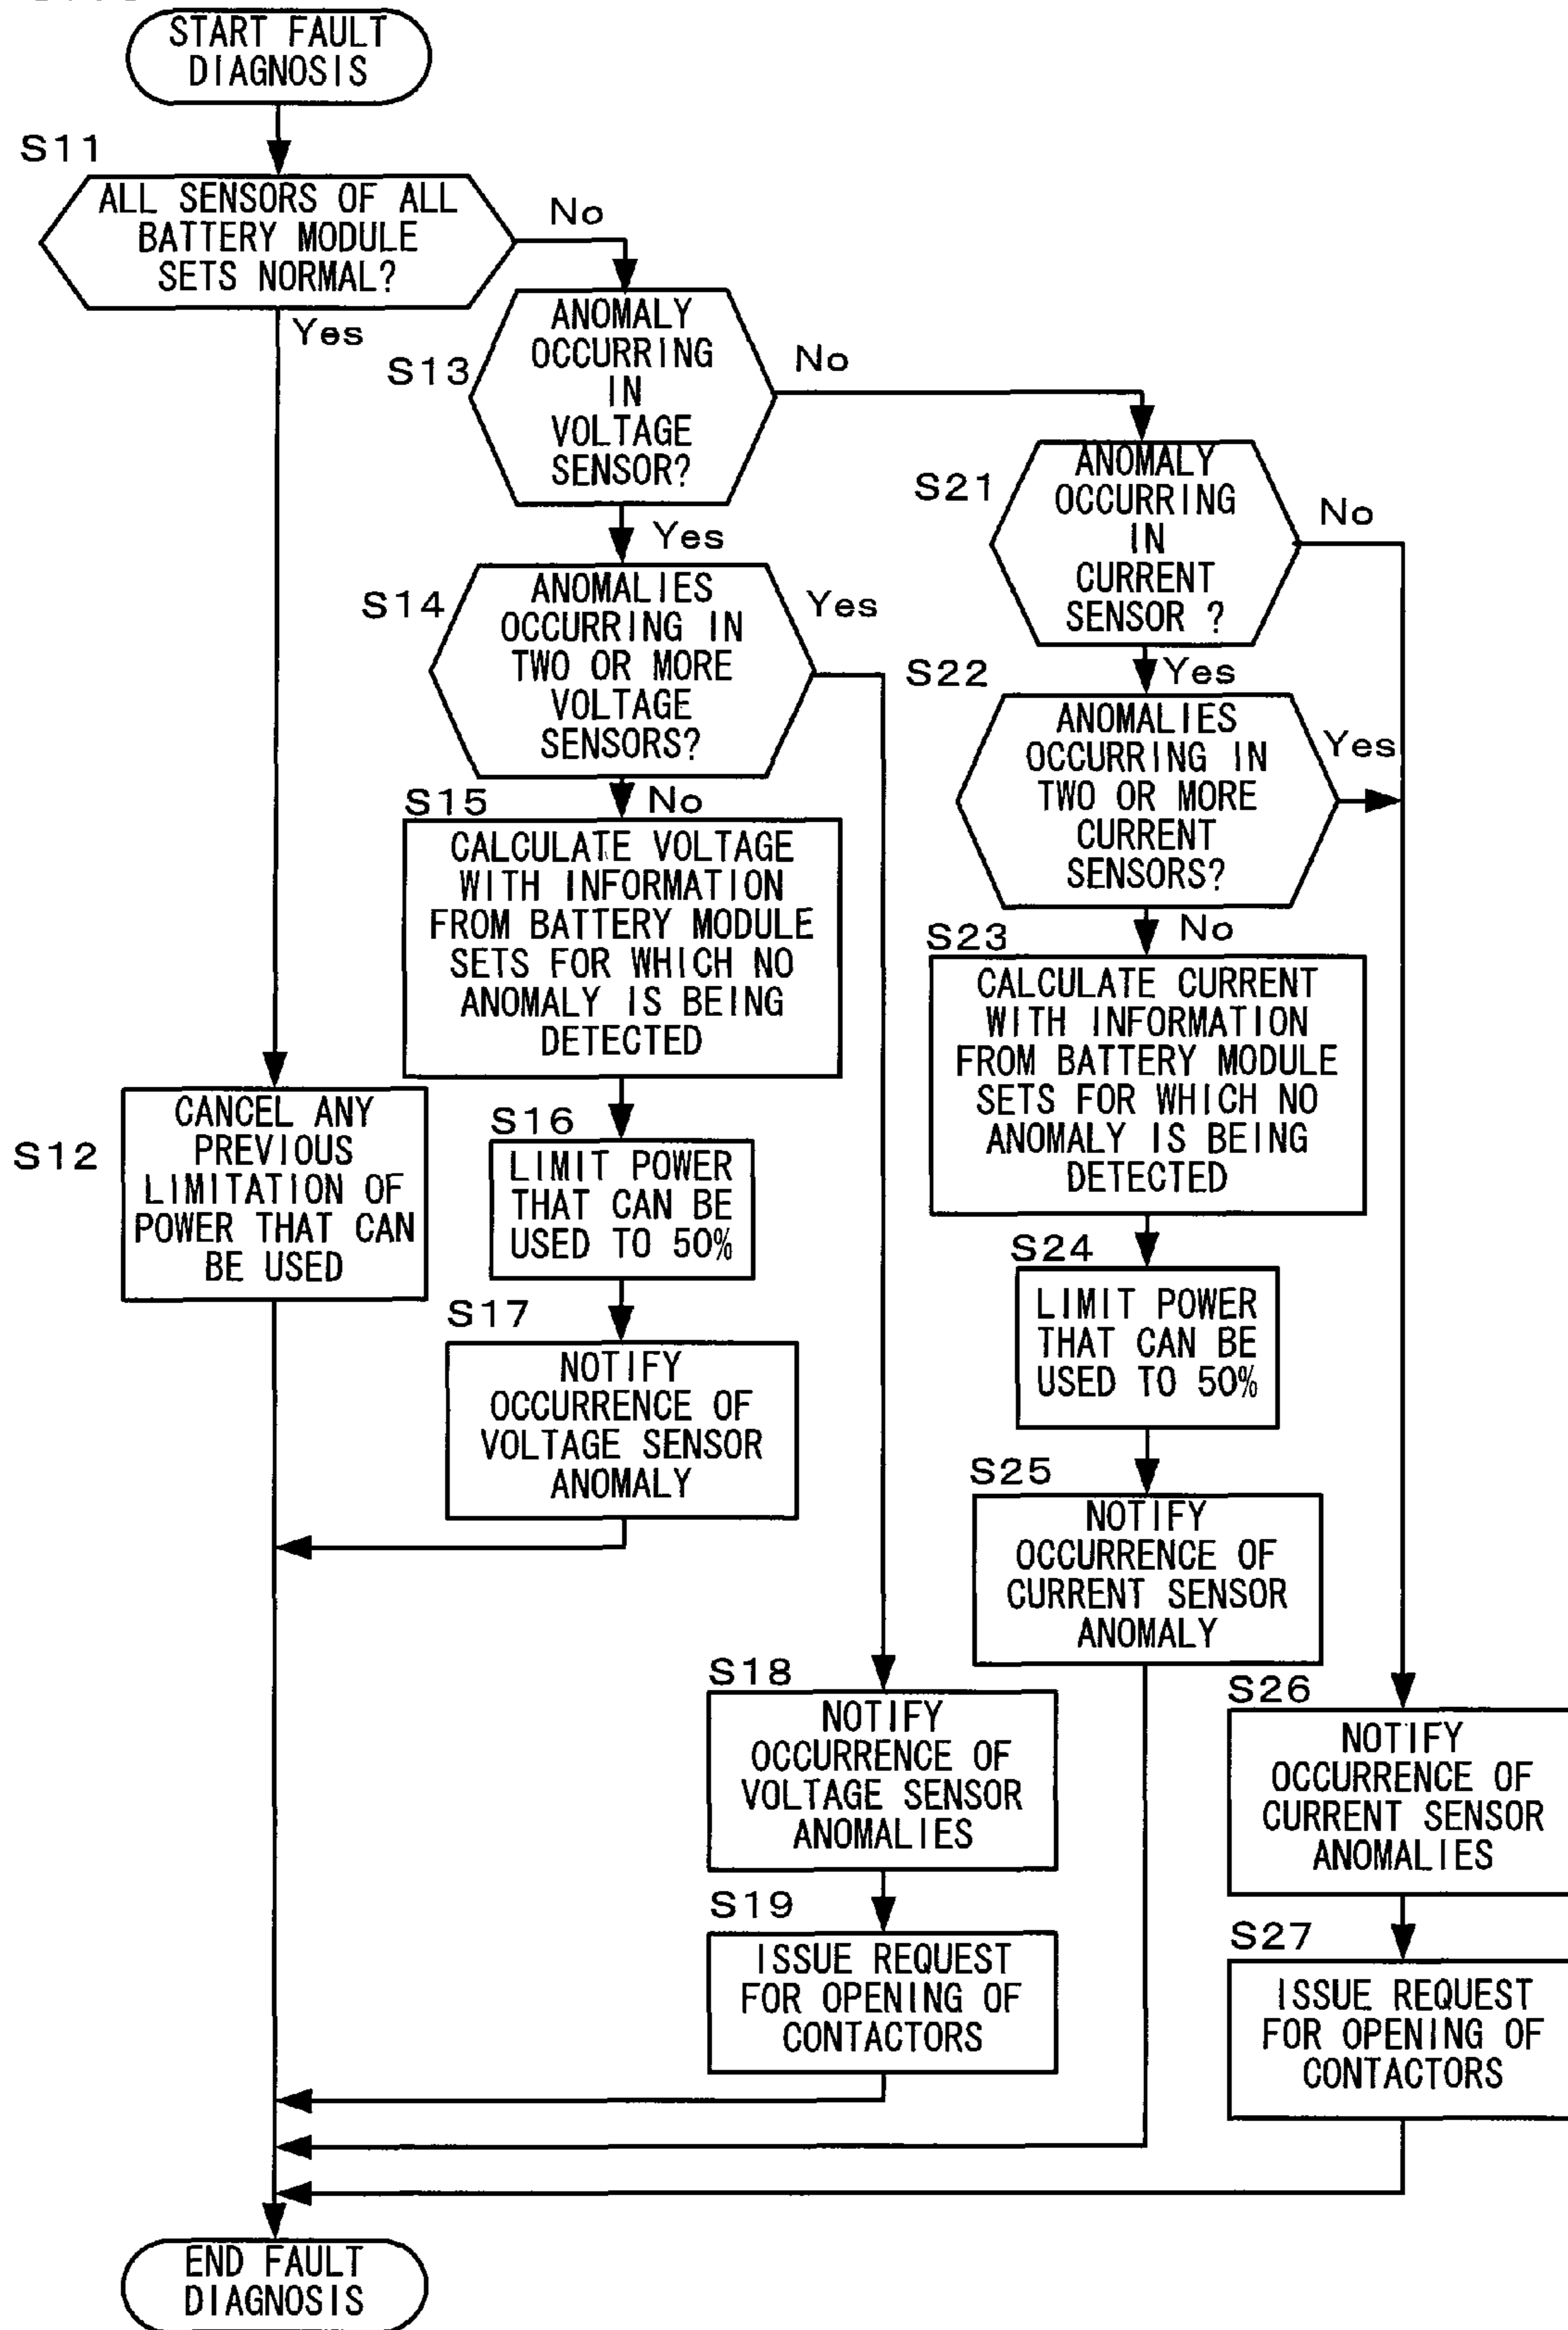 START FAULT
DIAGNOSIS
S11
ALL SENSORS OF ALL
BATTERY MODULE
SETS NORMAL?
No
Yes
S13
ANOMALY
OCCURRING
IN
VOLTAGE
SENSOR?
No
Yes
S21
ANOMALY
OCCURRING
IN
CURRENT
SENSOR ?
No
Yes
S14
ANOMALIES
OCCURRING IN
TWO OR MORE
VOLTAGE
SENSORS?
Yes
No
S22
ANOMALIES
OCCURRING IN
TWO OR MORE
CURRENT
SENSORS?
Yes
No
S15
CALCULATE VOLTAGE
WITH INFORMATION
FROM BATTERY MODULE
SETS FOR WHICH NO
ANOMALY IS BEING
DETECTED
S23
CALCULATE CURRENT
WITH INFORMATION
FROM BATTERY MODULE
SETS FOR WHICH NO
ANOMALY IS BEING
DETECTED
S12
CANCEL ANY
PREVIOUS
LIMITATION OF
POWER THAT CAN
BE USED
S16
LIMIT POWER
THAT CAN BE
USED TO 50%
S24
LIMIT POWER
THAT CAN BE
USED TO 50%
S17
NOTIFY
OCCURRENCE OF
VOLTAGE SENSOR
ANOMALY
S25
NOTIFY
OCCURRENCE OF
CURRENT SENSOR
ANOMALY
S18
NOTIFY
OCCURRENCE OF
VOLTAGE SENSOR
ANOMALIES
S26
NOTIFY
OCCURRENCE OF
CURRENT SENSOR
ANOMALIES
S19
ISSUE REQUEST
FOR OPENING OF
CONTACTORS
S27
ISSUE REQUEST
FOR OPENING OF
CONTACTORS
END FAULT
DIAGNOSIS